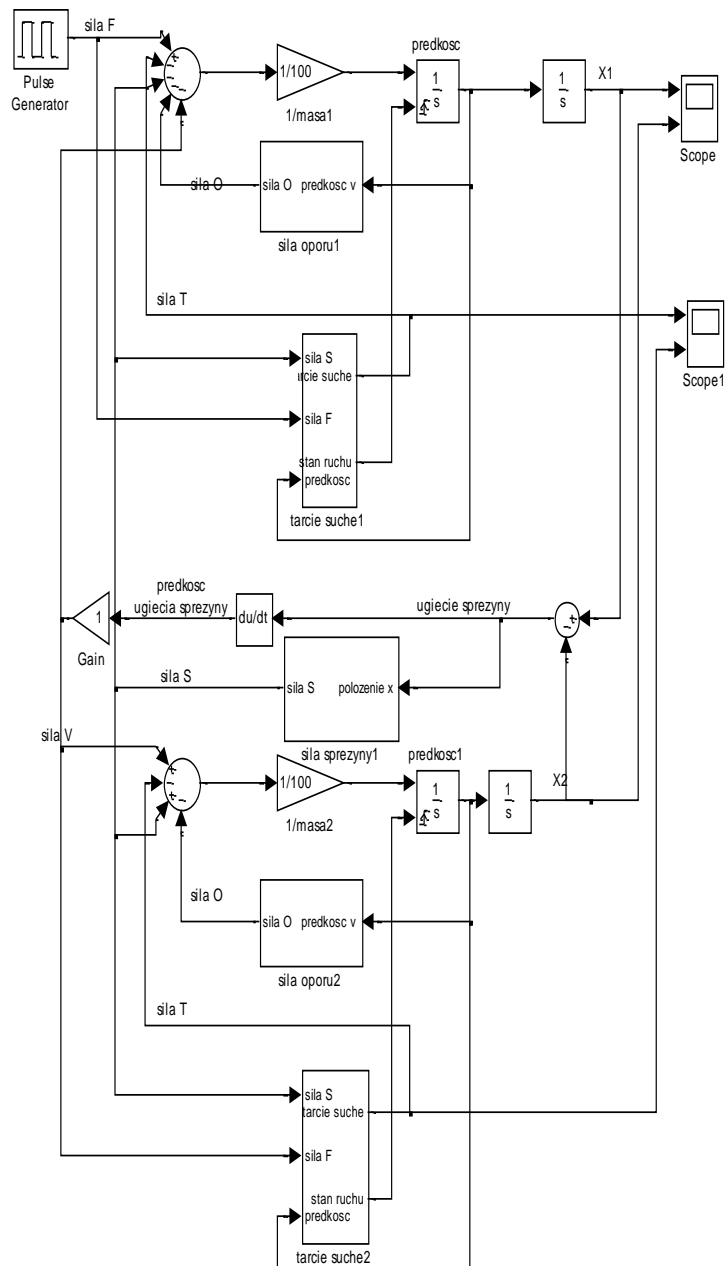 sila F
Pulse
Generator
1/100
1/masa1
predkosc
1
s
1
s
X1
Scope
sila O
sila O predkosc v
sila oporu1
sila T
Scope1
sila S
rcie suche
sila F
stan ruchu
predkosc
tarcie suche1
predkosc
ugiecia sprezyny
1
Gain
du/dt
ugiecie sprezyny
sila S
sila S polozenie x
sila sprezyny1
sila V
1/100
1/masa2
predkosc1
1
s
1
s
X2
sila O
sila O predkosc v
sila oporu2
sila T
sila S
tarcie suche
sila F
stan ruchu
predkosc
tarcie suche2